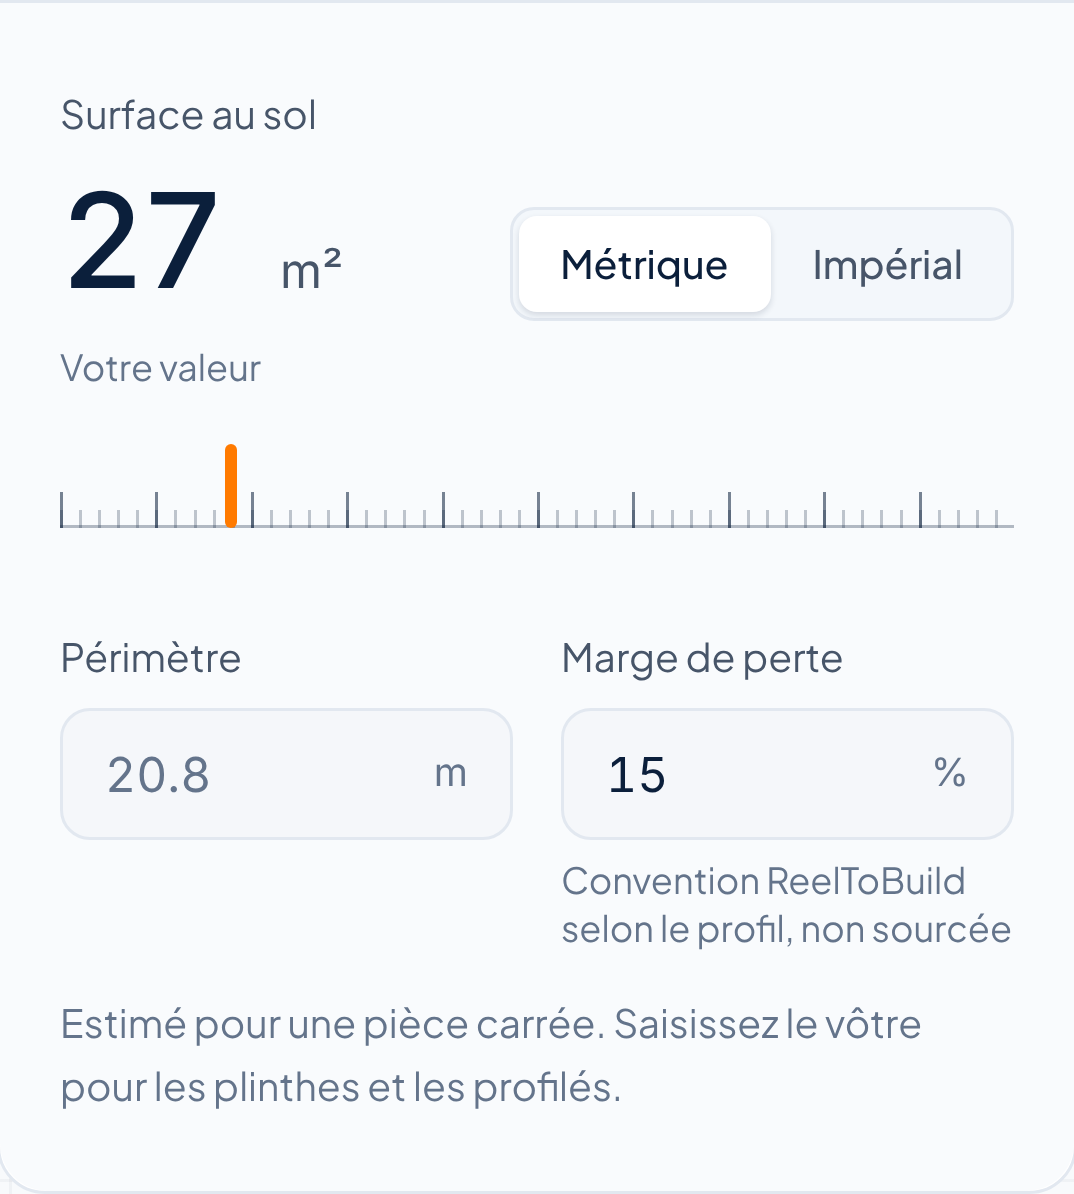 Surface au sol
27 m²
Métrique Impérial
Votre valeur
Périmètre Marge de perte
20.8 m 15 %
Convention ReelToBuild
selon le profil, non sourcée
Estimé pour une pièce carrée. Saisissez le vôtre
pour les plinthes et les profilés.